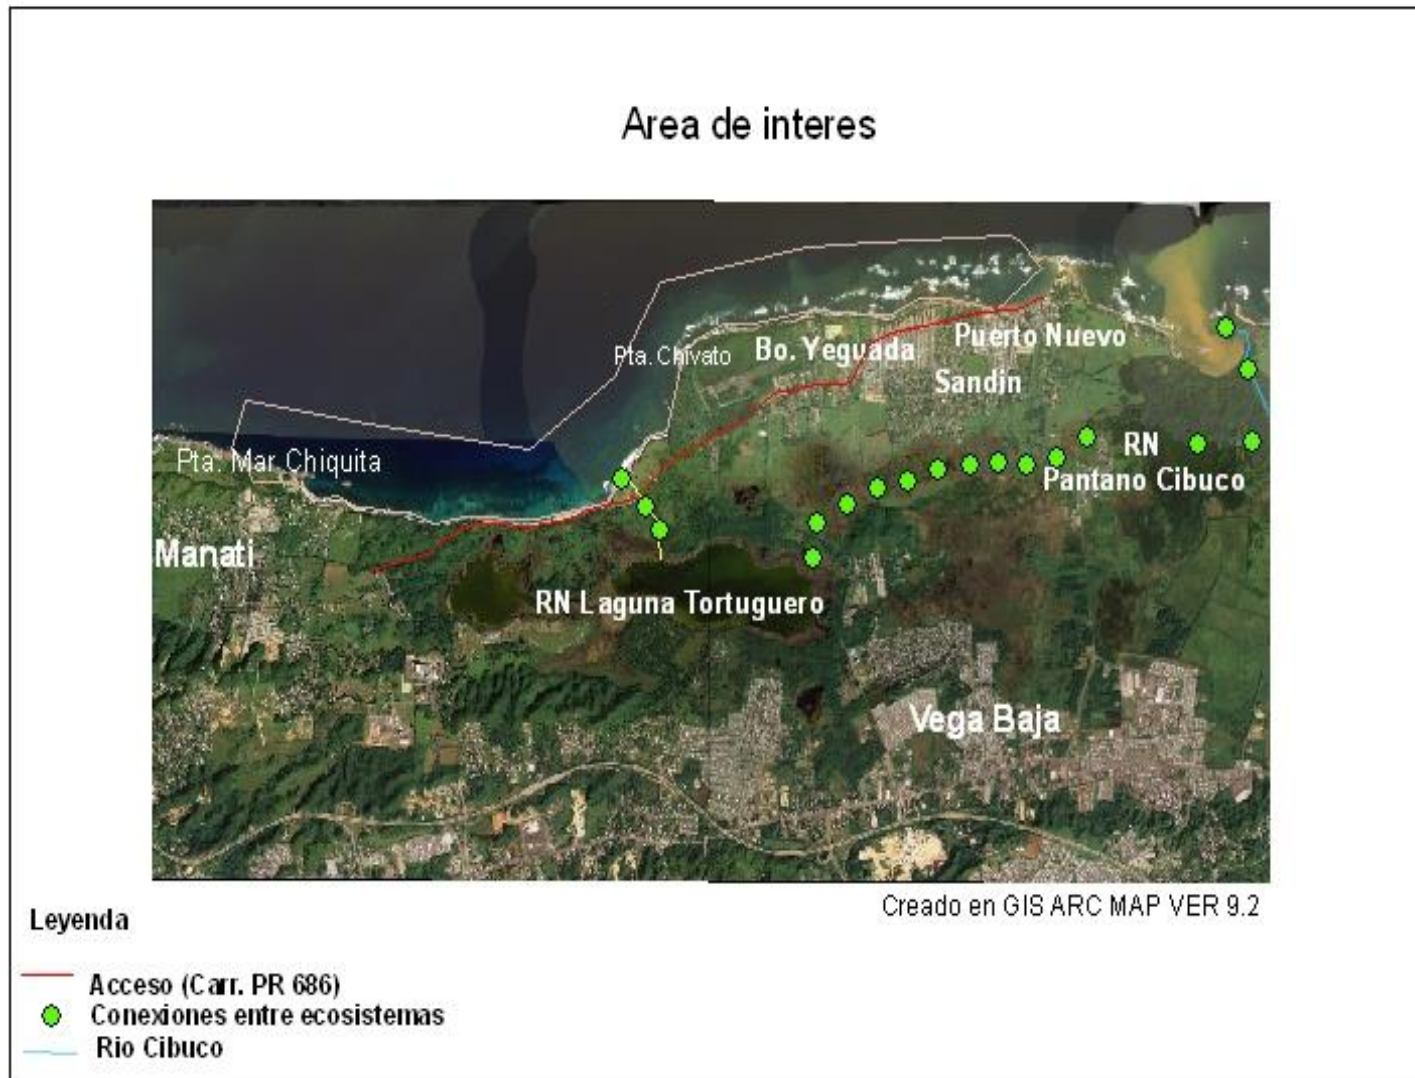 Area de interes
Pta. Chivato
Bo. Yeguada
Puerto Nuevo
Sandin
Pta. Mar Chiquita
RN
Pantano Cibuco
Manati
RN Laguna Tortuguero
Vega Baja
Creado en GIS ARC MAP VER 9.2
Leyenda
Acceso (Carr. PR 686)
Conexiones entre ecosistemas
Rio Cibuco